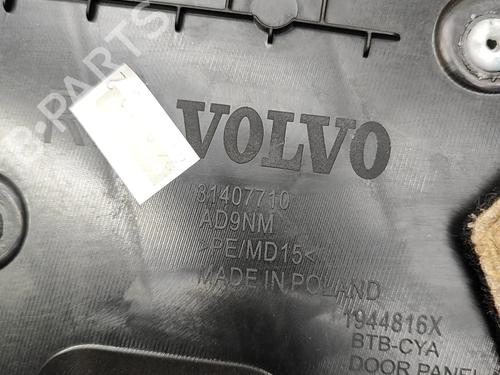 B-PARTS
VOLVO
31407710
AD9NM
>PE/MD15<
MADE IN POLAND
1944816X
BTB-CYA
DOOR PANEL